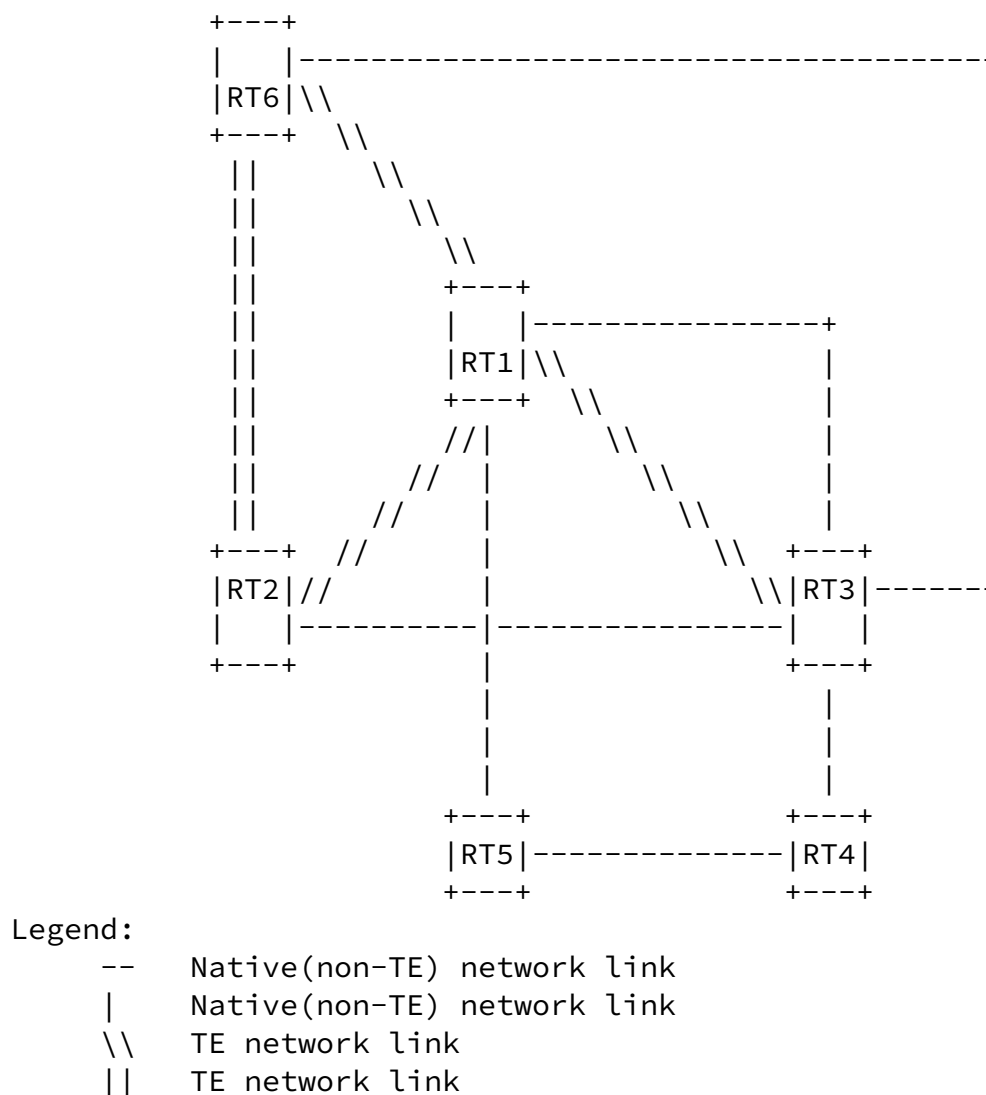 +---+
|   |---------------------------------------
|RT6|\\
+---+  \\
 ||      \\
 ||        \\
 ||          \\
 ||          +---+
 ||          |   |----------------+
 ||          |RT1|\\              |
 ||          +---+  \\            |
 ||          //|      \\          |
 ||        //  |        \\        |
 ||      //    |          \\      |
+---+  //      |            \\  +---+
|RT2|//        |              \\|RT3|------
|   |----------|----------------|   |
+---+          |                +---+
               |                  |
               |                  |
               |                  |
             +---+              +---+
             |RT5|--------------|RT4|
             +---+              +---+
Legend:
-- Native(non-TE) network link
| Native(non-TE) network link
\\ TE network link
|| TE network link